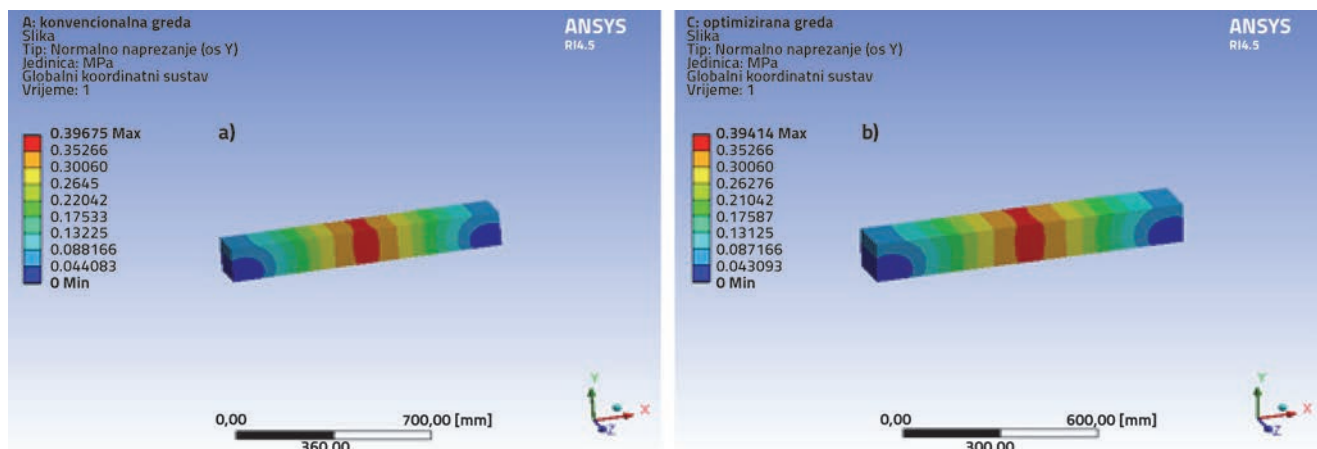 A: konvencionalna greda
Slika
Tip: Normalno naprezanje (os Y)
Jedinica: MPa
Globalni koordinatni sustav
Vrijeme: 1
ANSYS
R14.5
a)
0.39675 Max
0.35266
0.30060
0.2645
0.22042
0.17533
0.13225
0.088166
0.044083
0 Min
Y
X
Z
0,00
700,00 [mm]
360,00
C: optimizirana greda
Slika
Tip: Normalno naprezanje (os Y)
Jedinica: MPa
Globalni koordinatni sustav
Vrijeme: 1
ANSYS
R14.5
b)
0.39414 Max
0.35266
0.30060
0.26276
0.21042
0.17587
0.13125
0.087166
0.043093
0 Min
Y
X
Z
0,00
600,00 [mm]
300,00